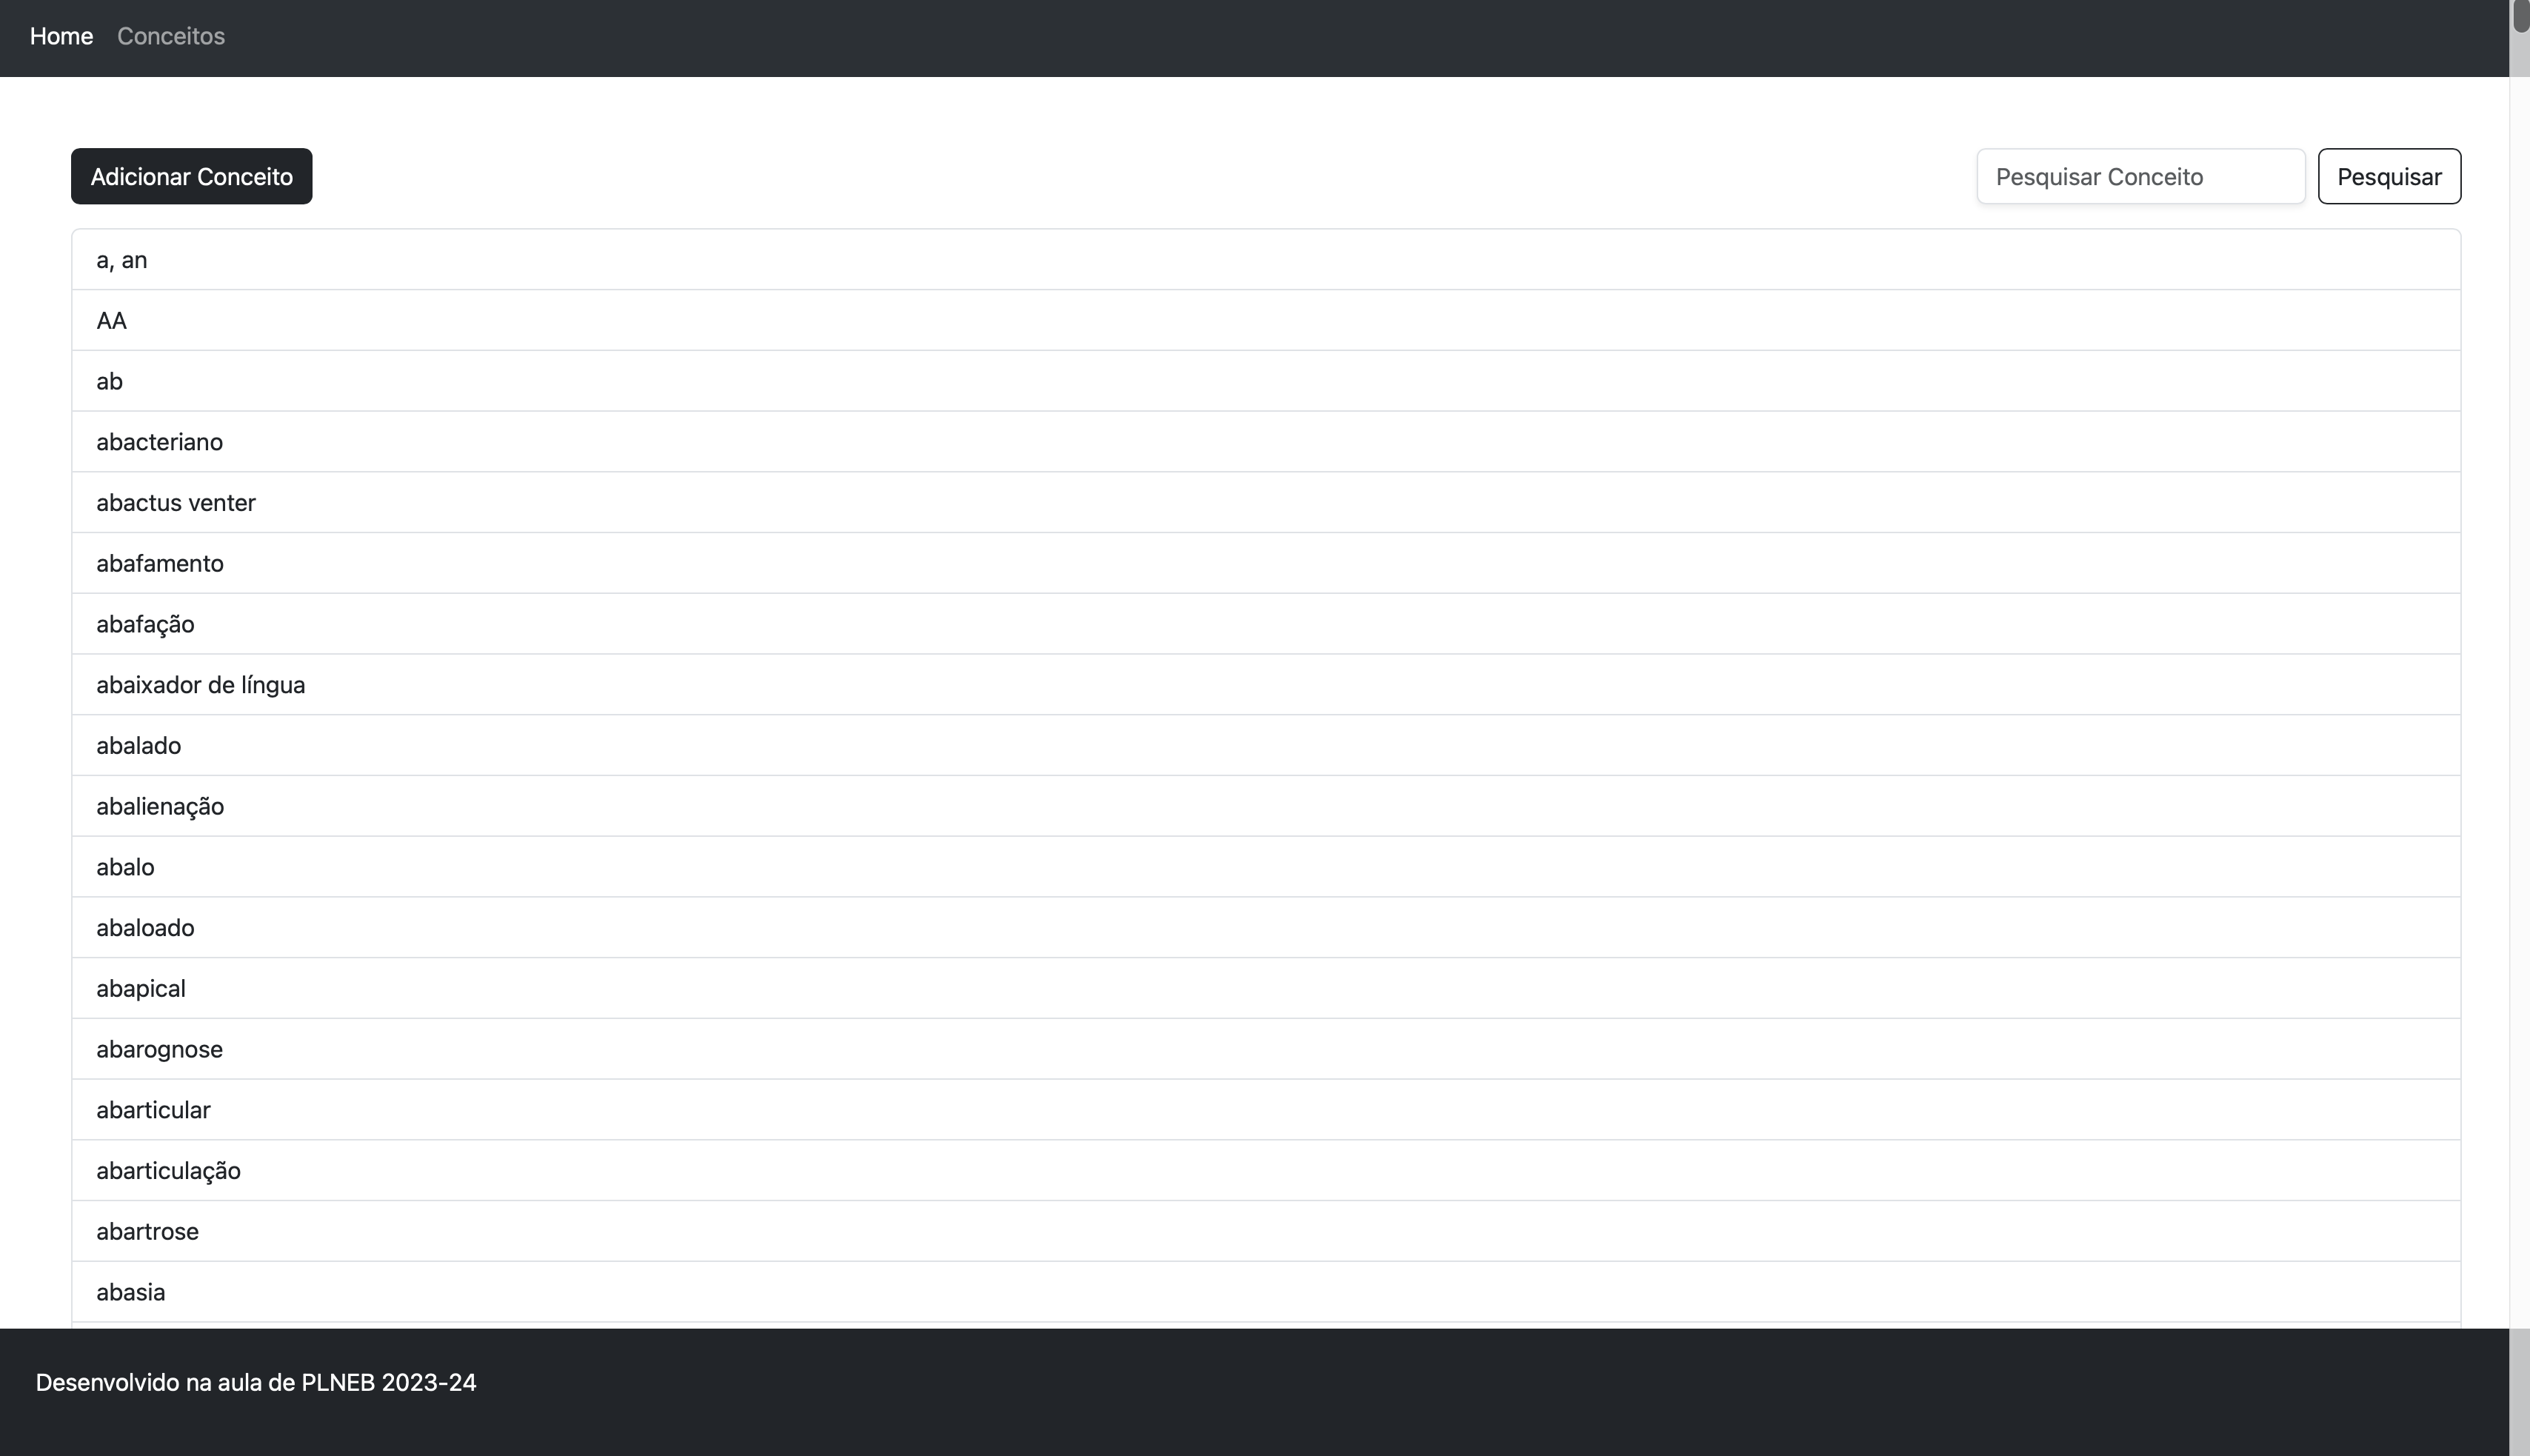 Home Conceitos
Adicionar Conceito Pesquisar Conceito Pesquisar
a, an
AA
ab
abacteriano
abactus venter
abafamento
abafação
abaixador de língua
abalado
abalienação
abalo
abaloado
abapical
abarognose
abarticular
abarticulação
abartrose
abasia
Desenvolvido na aula de PLNEB 2023-24